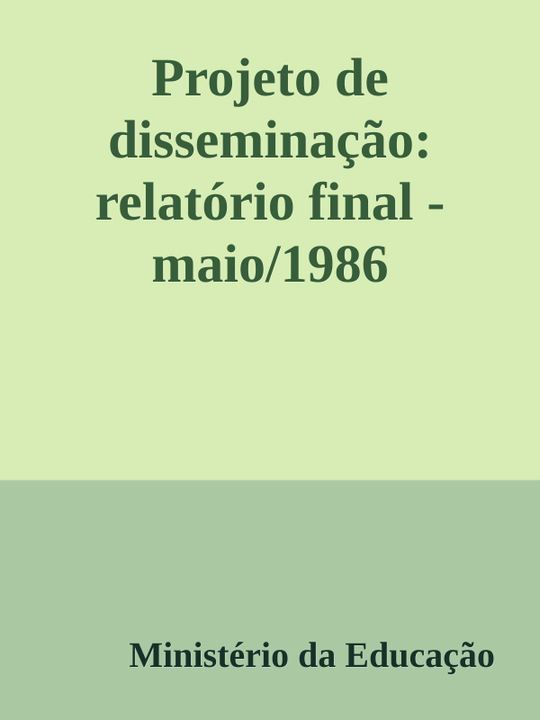 Projeto de
disseminação:
relatório final -
maio/1986
Ministério da Educação